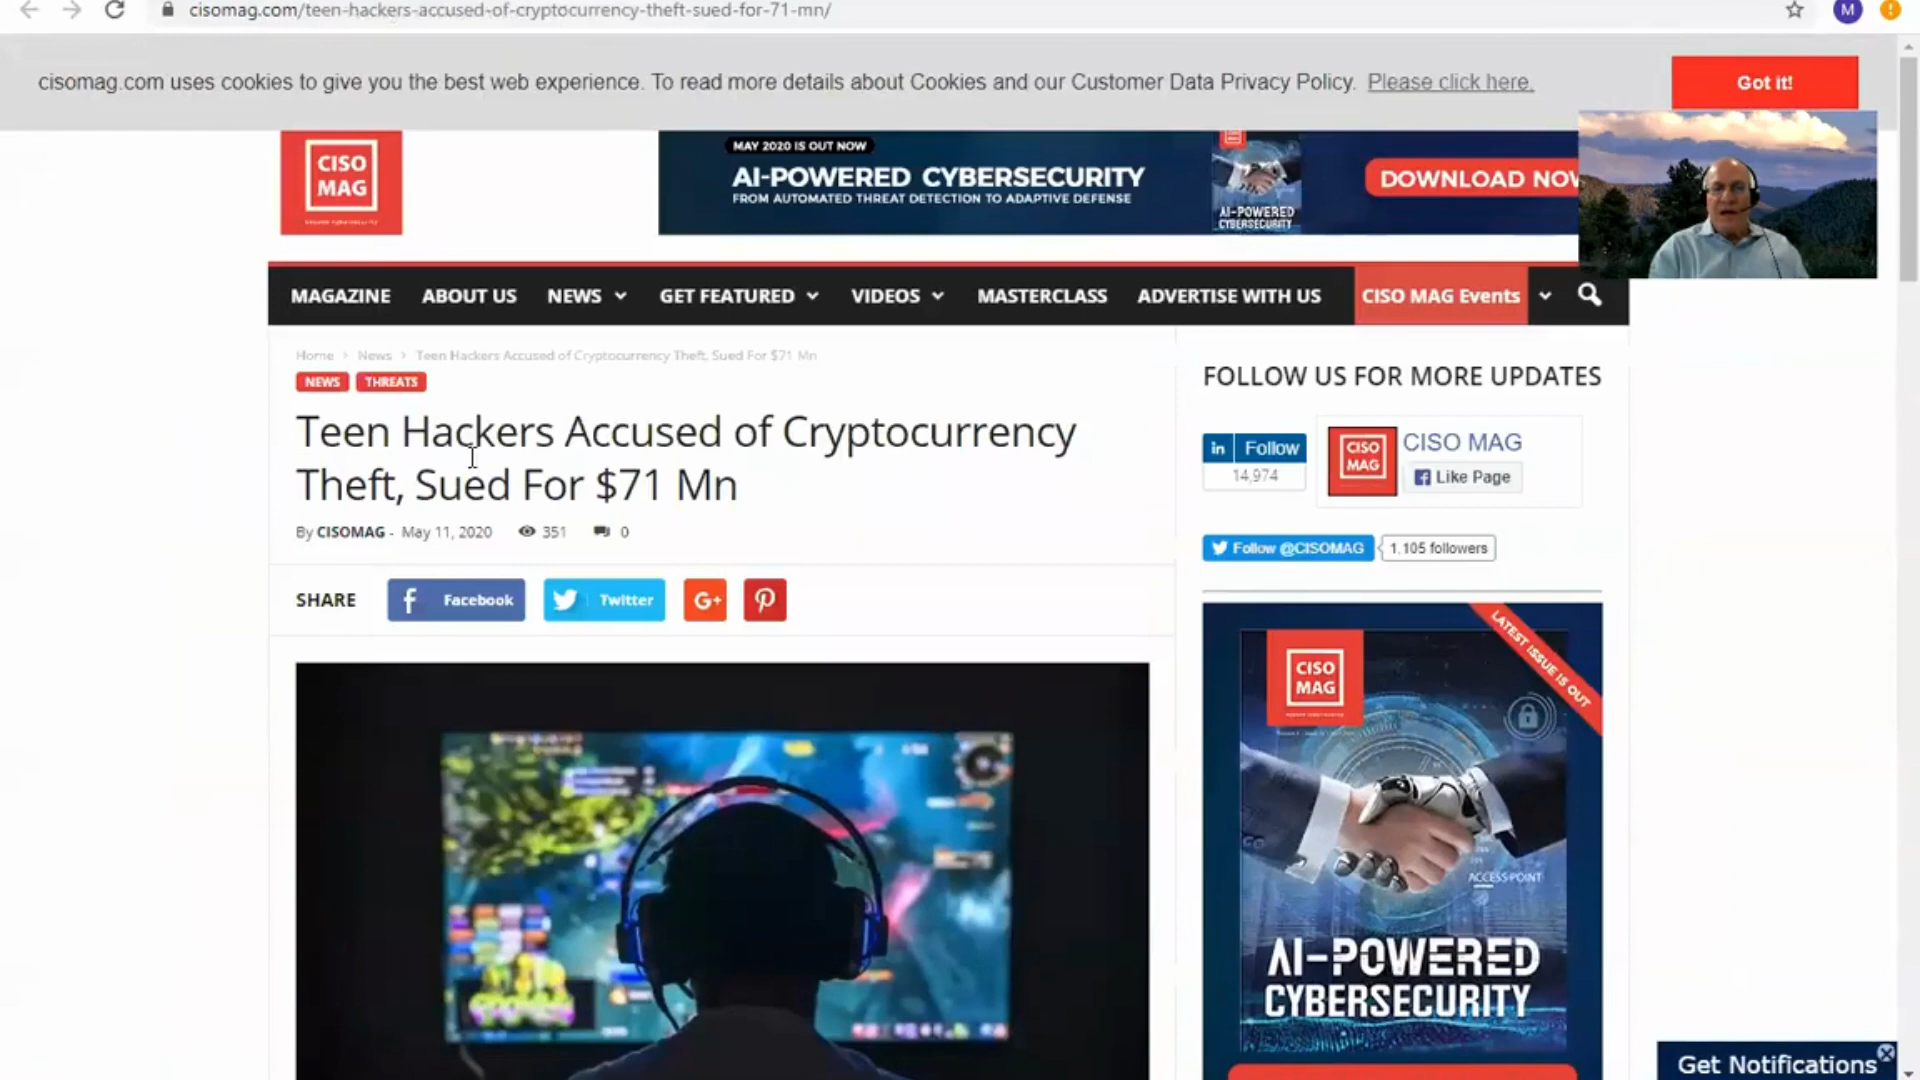 cisomag.com/teen-hackers-accused-of-cryptocurrency-theft-sued-for-71-mn/
M
cisomag.com uses cookies to give you the best web experience. To read more details about Cookies and our Customer Data Privacy Policy. Please click here.
Got it!
CISO
MAG
MAY 2020 IS OUT NOW
AI-POWERED CYBERSECURITY
FROM AUTOMATED THREAT DETECTION TO ADAPTIVE DEFENSE
AI-POWERED
CYBERSECURITY
DOWNLOAD NOW
MAGAZINE ABOUT US NEWS GET FEATURED VIDEOS MASTERCLASS ADVERTISE WITH US CISO MAG Events
Home > News > Teen Hackers Accused of Cryptocurrency Theft, Sued For $71 Mn
NEWS THREATS
Teen Hackers Accused of Cryptocurrency
Theft, Sued For $71 Mn
By CISOMAG - May 11, 2020 351 0
SHARE Facebook Twitter G+
FOLLOW US FOR MORE UPDATES
in Follow
14,974
CISO
MAG
CISO MAG
Like Page
Follow @CISOMAG 1,105 followers
LATEST ISSUE IS OUT
CISO
MAG
ACCESS-POINT
AI-POWERED
CYBERSECURITY
Get Notifications